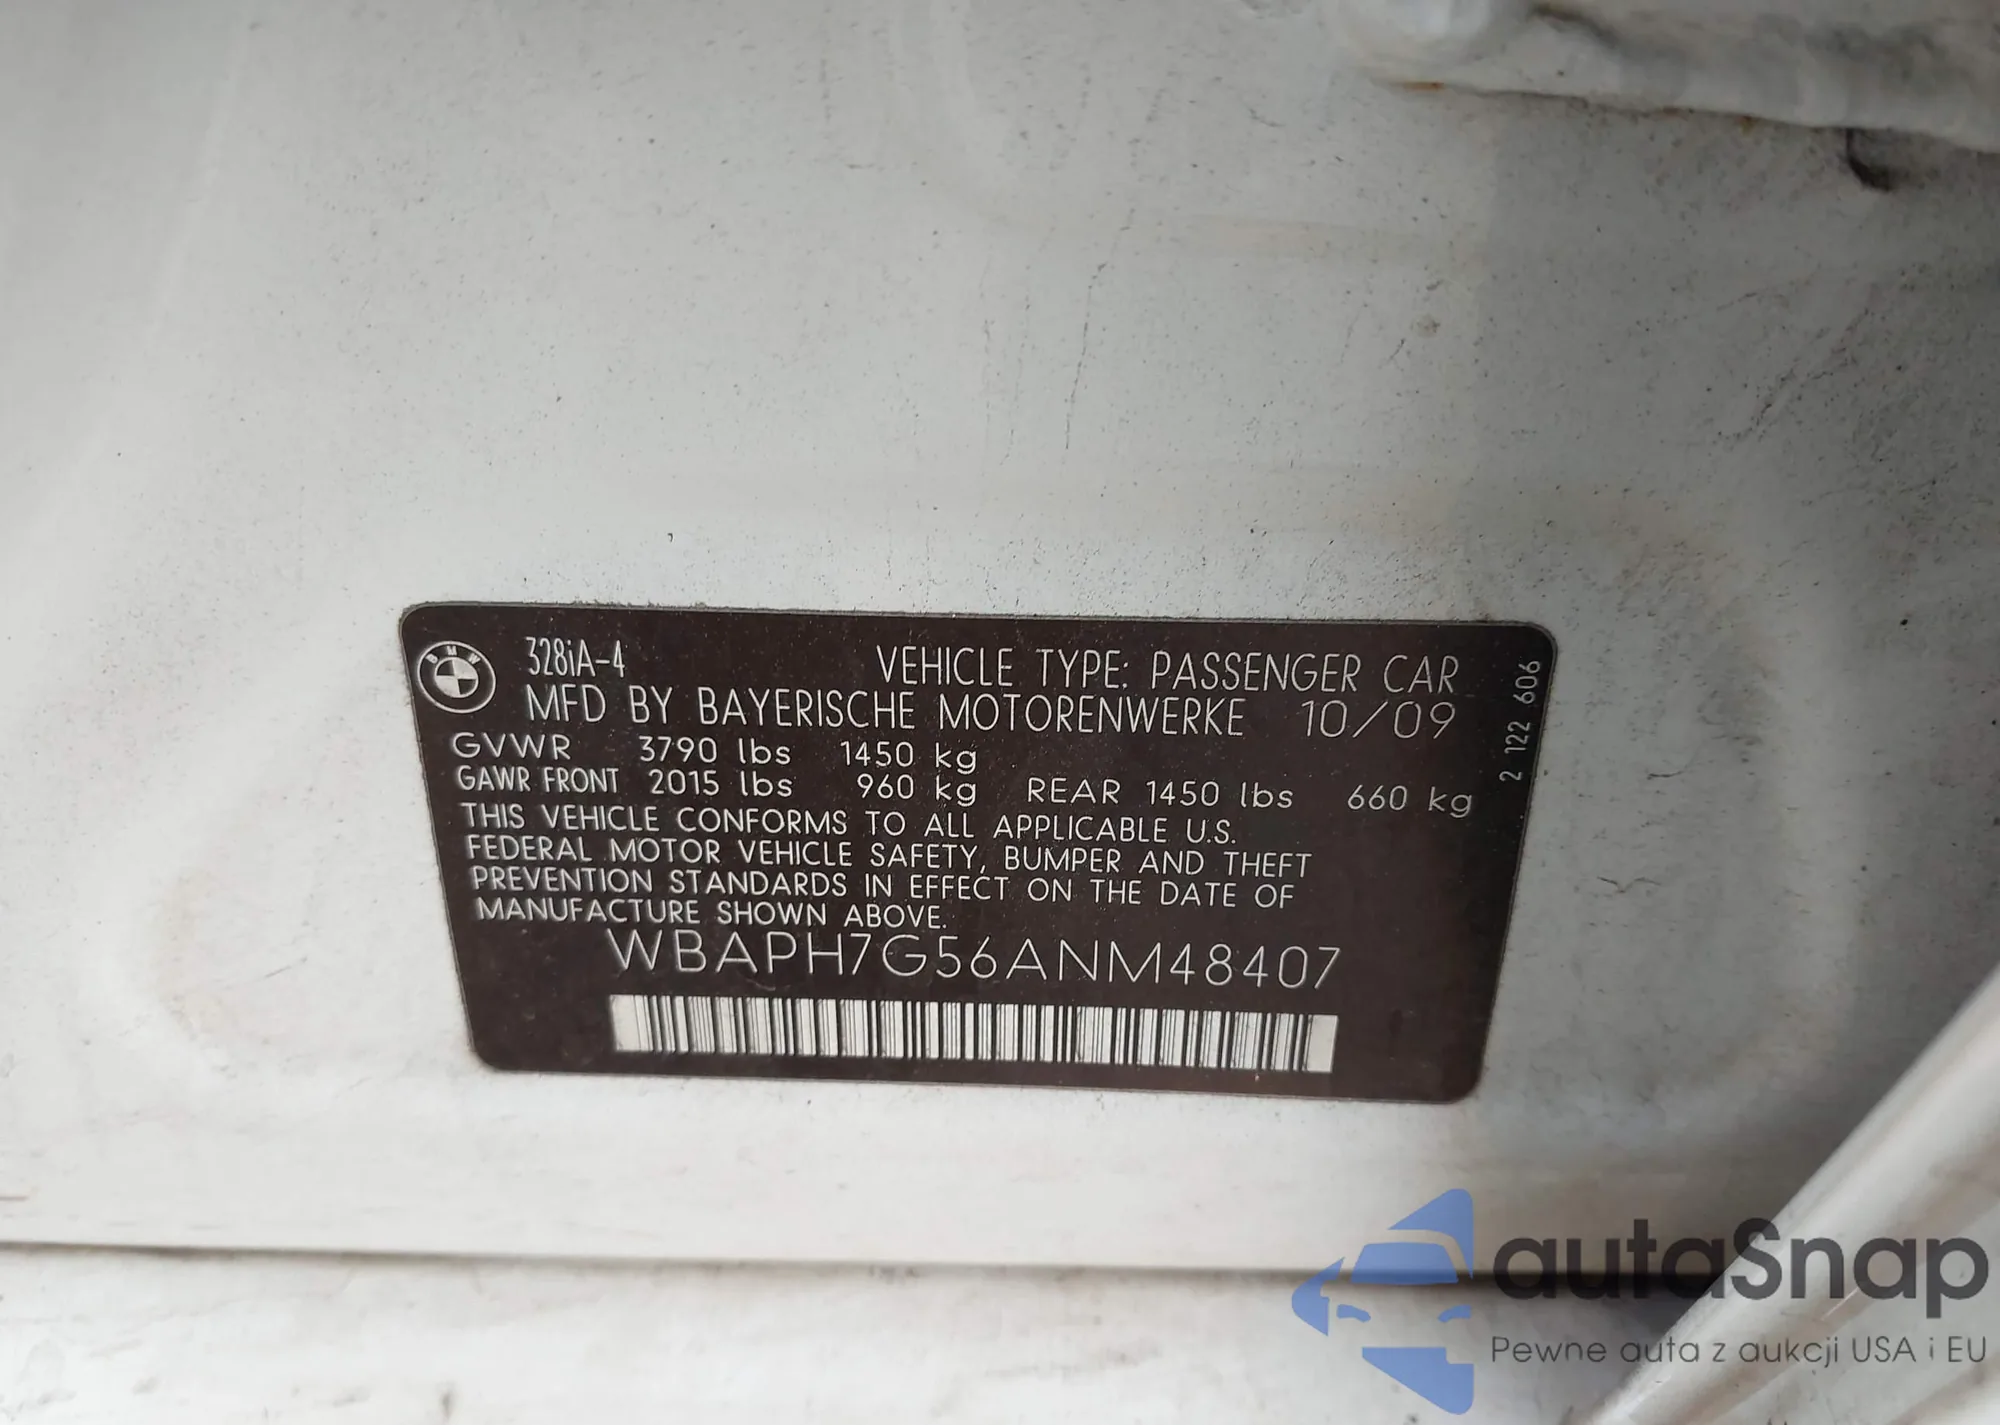 BMW
328iA-4 VEHICLE TYPE: PASSENGER CAR
MFD BY BAYERISCHE MOTORENWERKE 10/09
GVWR 3790 lbs 1450 kg
GAWR FRONT 2015 lbs 960 kg REAR 1450 lbs 660 kg
THIS VEHICLE CONFORMS TO ALL APPLICABLE U.S.
FEDERAL MOTOR VEHICLE SAFETY, BUMPER AND THEFT
PREVENTION STANDARDS IN EFFECT ON THE DATE OF
MANUFACTURE SHOWN ABOVE.
WBAPH7G56ANM48407
2 122 606
autaSnap
Pewne auta z aukcji USA i EU